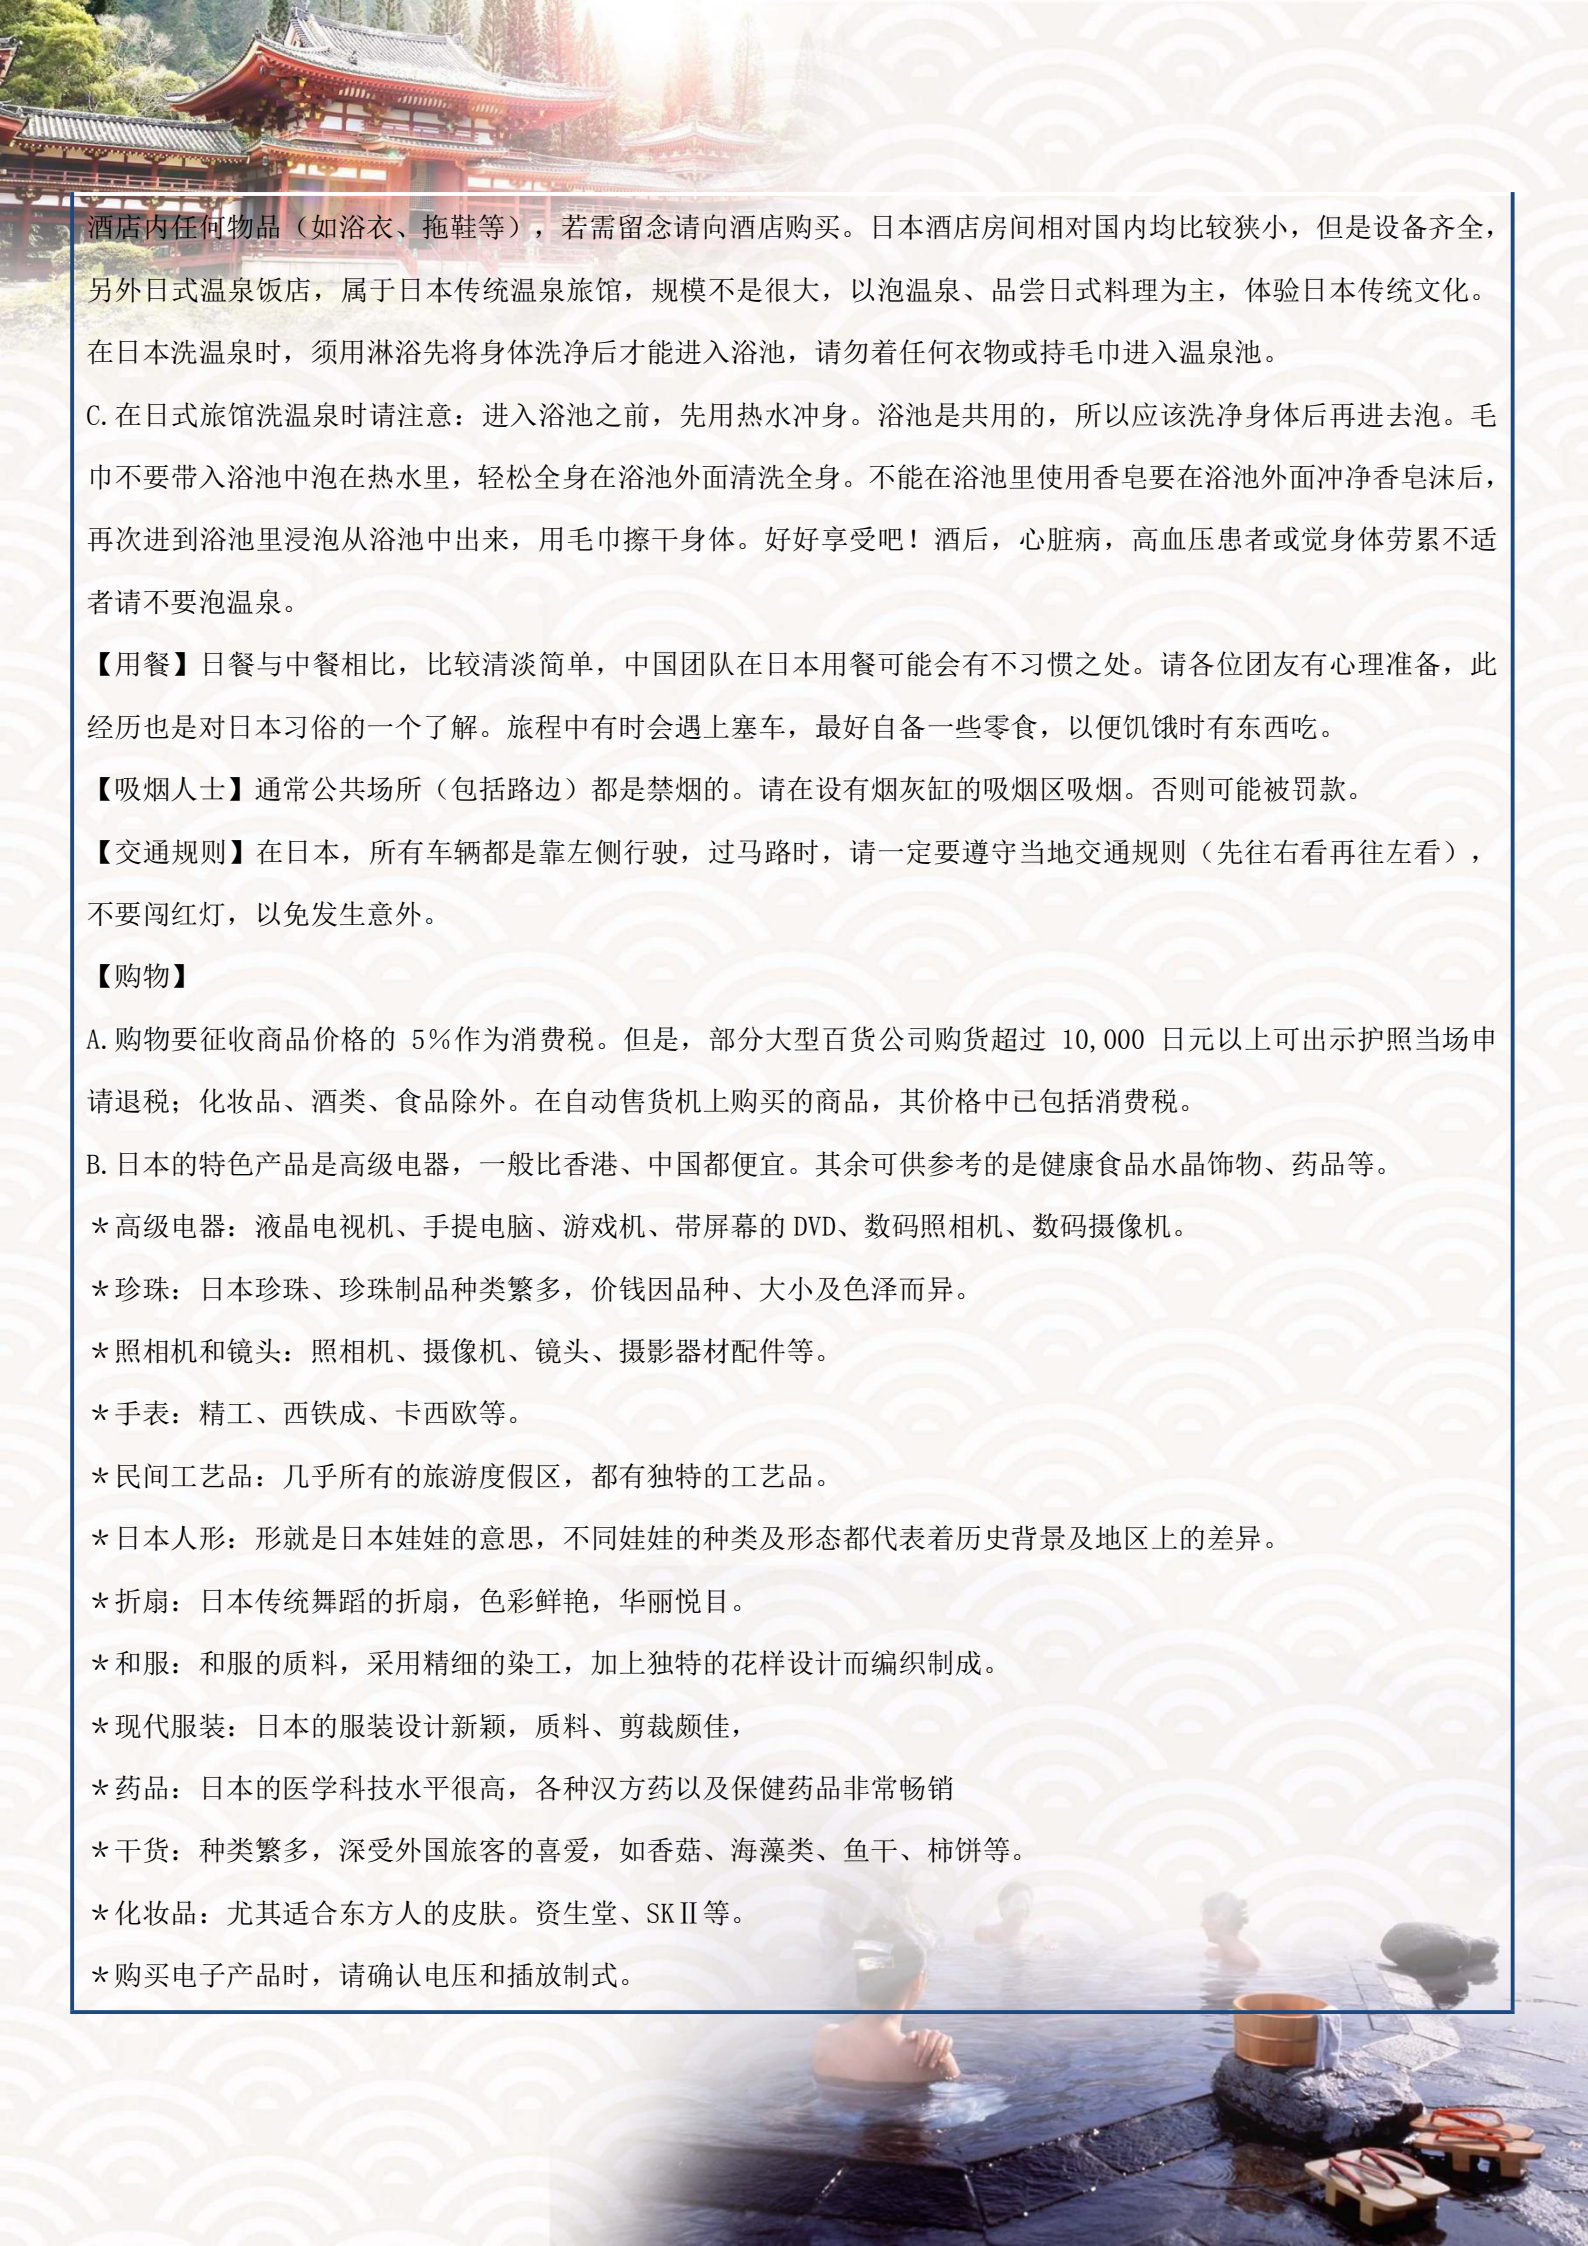 酒店内任何物品（如浴衣、拖鞋等），若需留念请向酒店购买。日本酒店房间相对国内均比较狭小，但是设备齐全，
另外日式温泉饭店，属于日本传统温泉旅馆，规模不是很大，以泡温泉、品尝日式料理为主，体验日本传统文化。
在日本洗温泉时，须用淋浴先将身体洗净后才能进入浴池，请勿着任何衣物或持毛巾进入温泉池。
C.在日式旅馆洗温泉时请注意：进入浴池之前，先用热水冲身。浴池是共用的，所以应该洗净身体后再进去泡。毛
巾不要带入浴池中泡在热水里，轻松全身在浴池外面清洗全身。不能在浴池里使用香皂要在浴池外面冲净香皂沫后，
再次进到浴池里浸泡从浴池中出来，用毛巾擦干身体。好好享受吧！酒后，心脏病，高血压患者或觉身体劳累不适
者请不要泡温泉。
【用餐】日餐与中餐相比，比较清淡简单，中国团队在日本用餐可能会有不习惯之处。请各位团友有心理准备，此
经历也是对日本习俗的一个了解。旅程中有时会遇上塞车，最好自备一些零食，以便饥饿时有东西吃。
【吸烟人士】通常公共场所（包括路边）都是禁烟的。请在设有烟灰缸的吸烟区吸烟。否则可能被罚款。
【交通规则】在日本，所有车辆都是靠左侧行驶，过马路时，请一定要遵守当地交通规则（先往右看再往左看），
不要闯红灯，以免发生意外。
【购物】
A.购物要征收商品价格的 5％作为消费税。但是，部分大型百货公司购货超过 10,000 日元以上可出示护照当场申
请退税；化妆品、酒类、食品除外。在自动售货机上购买的商品，其价格中已包括消费税。
B.日本的特色产品是高级电器，一般比香港、中国都便宜。其余可供参考的是健康食品水晶饰物、药品等。
＊高级电器：液晶电视机、手提电脑、游戏机、带屏幕的 DVD、数码照相机、数码摄像机。
＊珍珠：日本珍珠、珍珠制品种类繁多，价钱因品种、大小及色泽而异。
＊照相机和镜头：照相机、摄像机、镜头、摄影器材配件等。
＊手表：精工、西铁成、卡西欧等。
＊民间工艺品：几乎所有的旅游度假区，都有独特的工艺品。
＊日本人形：形就是日本娃娃的意思，不同娃娃的种类及形态都代表着历史背景及地区上的差异。
＊折扇：日本传统舞蹈的折扇，色彩鲜艳，华丽悦目。
＊和服：和服的质料，采用精细的染工，加上独特的花样设计而编织制成。
＊现代服装：日本的服装设计新颖，质料、剪裁颇佳，
＊药品：日本的医学科技水平很高，各种汉方药以及保健药品非常畅销
＊干货：种类繁多，深受外国旅客的喜爱，如香菇、海藻类、鱼干、柿饼等。
＊化妆品：尤其适合东方人的皮肤。资生堂、SKⅡ等。
＊购买电子产品时，请确认电压和插放制式。